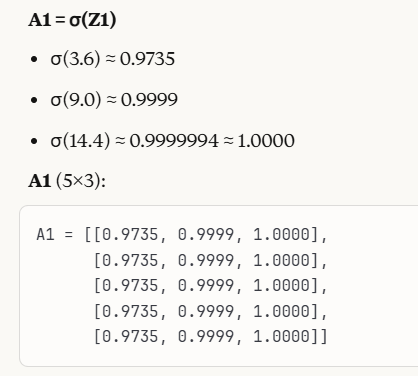 A1 = σ(Z1)
• σ(3.6) ≈ 0.9735
• σ(9.0) ≈ 0.9999
• σ(14.4) ≈ 0.9999994 ≈ 1.0000
A1 (5×3):
A1 = [[0.9735, 0.9999, 1.0000],
[0.9735, 0.9999, 1.0000],
[0.9735, 0.9999, 1.0000],
[0.9735, 0.9999, 1.0000],
[0.9735, 0.9999, 1.0000]]